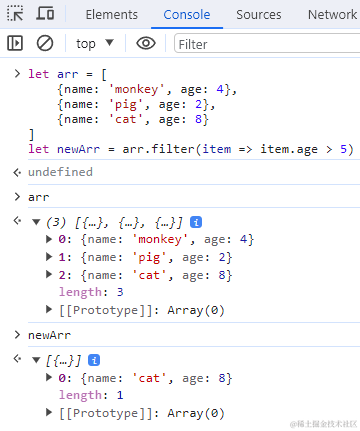 Elements Console Sources Network
top Filter
let arr = [
{name: 'monkey', age: 4},
{name: 'pig', age: 2},
{name: 'cat', age: 8}
]
let newArr = arr.filter(item => item.age > 5)
undefined
arr
(3) [{…}, {…}, {…}] i
0: {name: 'monkey', age: 4}
1: {name: 'pig', age: 2}
2: {name: 'cat', age: 8}
length: 3
[[Prototype]]: Array(0)
newArr
[{…}] i
0: {name: 'cat', age: 8}
length: 1
[[Prototype]]: Array(0)
@稀土掘金技术社区